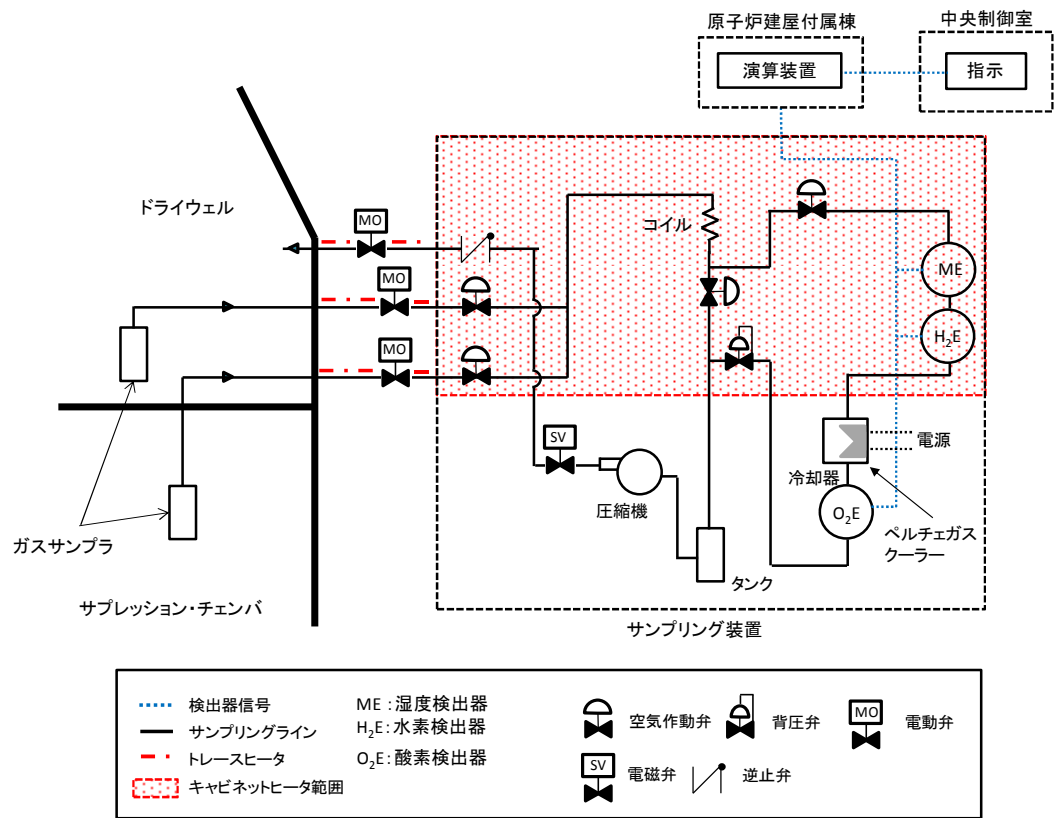 原子炉建屋付属棟
中央制御室
演算装置
指示
ドライウェル
MO
コイル
MO
ME
H₂E
MO
SV
電源
冷却器
圧縮機
O₂E
ペルチェガス
クーラー
ガスサンプラ
タンク
サプレッション・チェンバ
サンプリング装置
検出器信号
サンプリングライン
トレースヒータ
キャビネットヒータ範囲
ME:湿度検出器
H₂E:水素検出器
O₂E:酸素検出器
空気作動弁
背圧弁
MO
電動弁
SV
電磁弁
逆止弁